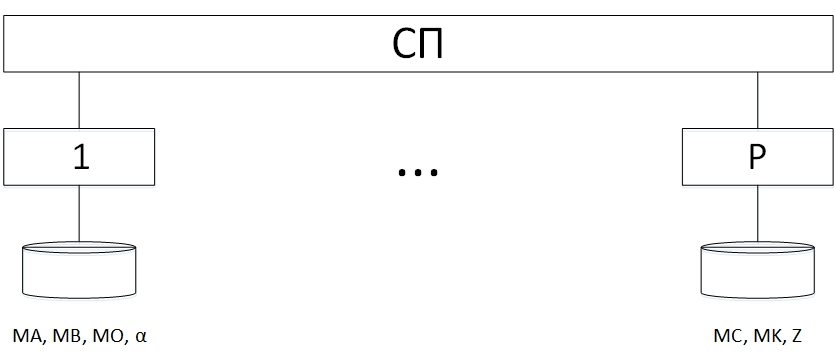 СП
1
...
P
MA, MB, MO, α
MC, MK, Z